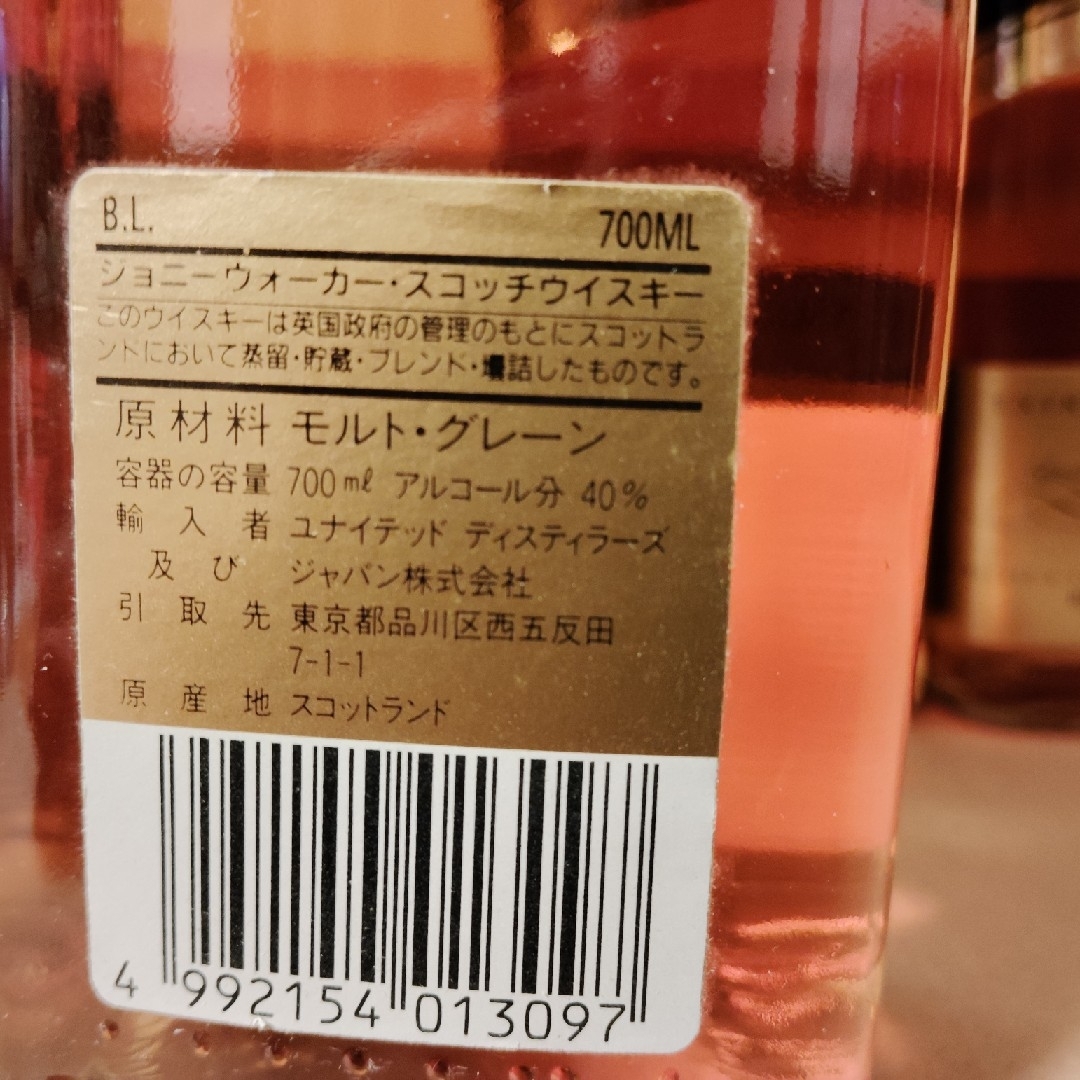 B.L. 700ML
ジョニーウォーカー・スコッチウイスキー
このウイスキーは英国政府の管理のもとにスコットラ
ンドにおいて蒸留・貯蔵・ブレンド・壜詰したものです。
原材料 モルト・グレーン
容器の容量 700ml アルコール分 40%
輸入者 ユナイテッド ディスティラーズ
及び ジャパン株式会社
引取先 東京都品川区西五反田
7-1-1
原産地 スコットランド
4 992154 013097